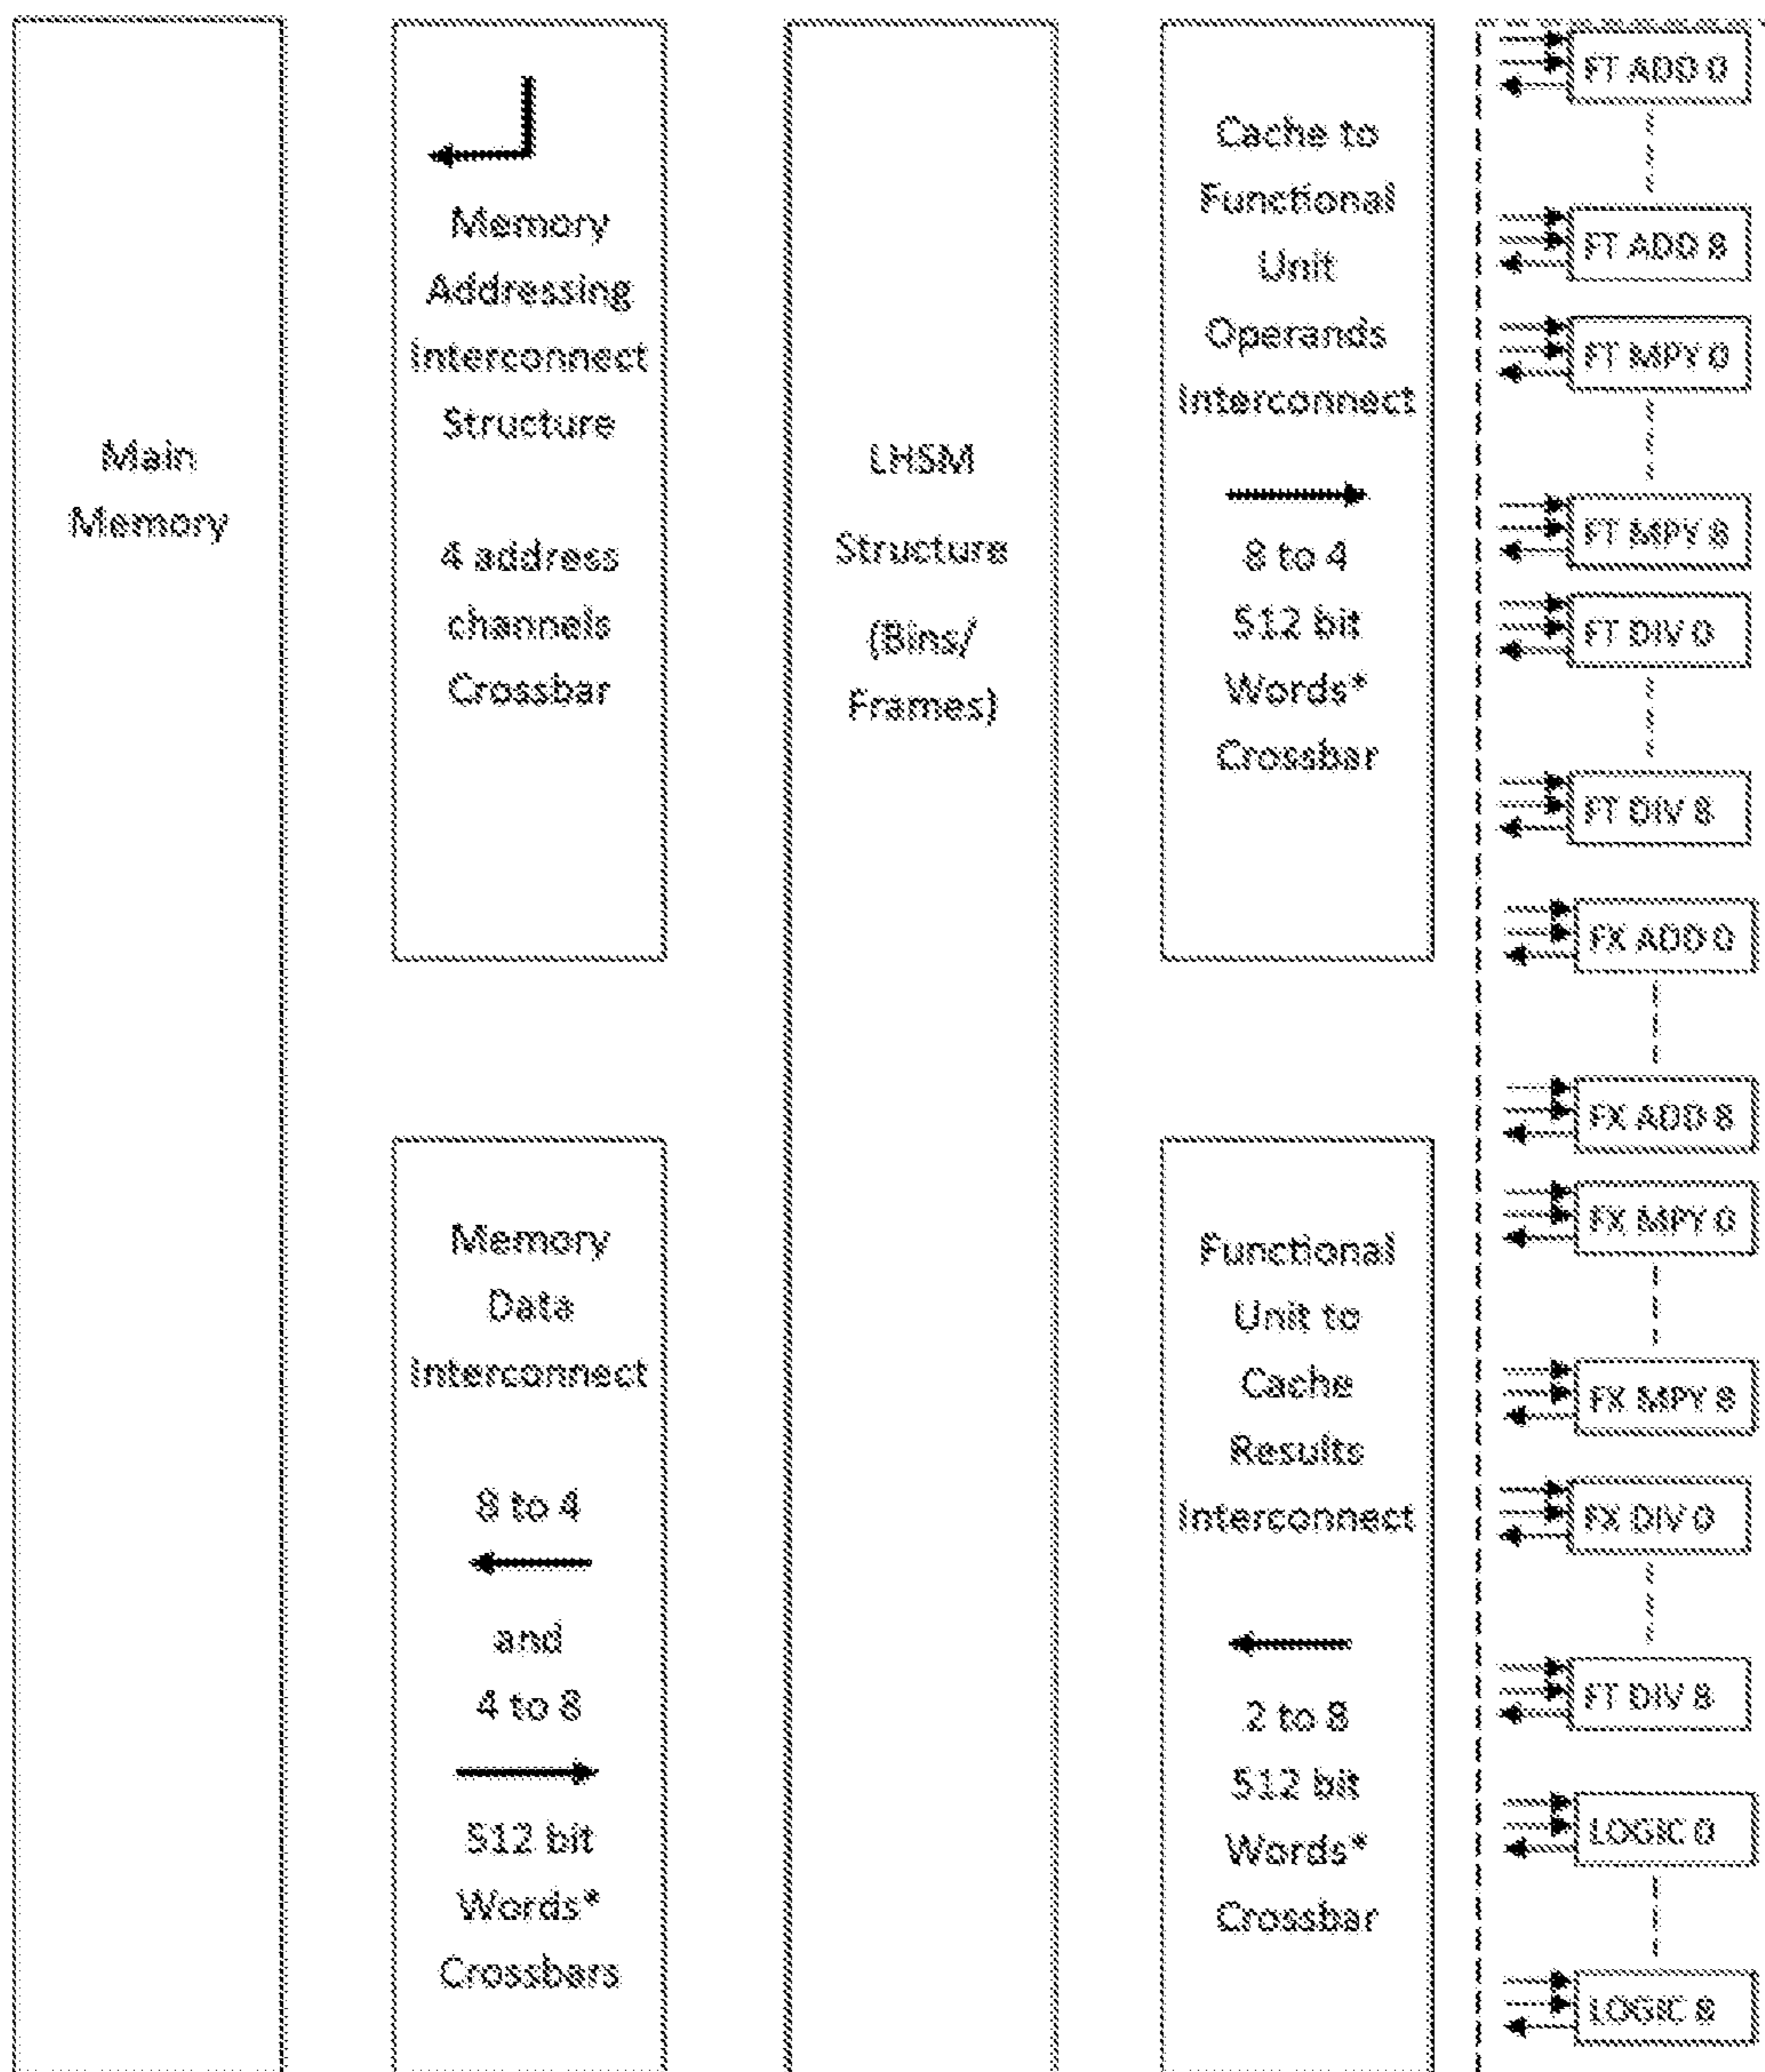 Main
Memory
Memory
Addressing
Interconnect
Structure
4 address
channels
Crossbar
Memory
Data
Interconnect
8 to 4
and
4 to 8
512 bit
Words*
Crossbars
LHSM
Structure
(Bins/
Frames)
Cache to
Functional
Unit
Operands
Interconnect
8 to 4
512 bit
Words*
Crossbar
Functional
Unit to
Cache
Results
Interconnect
2 to 8
512 bit
Words*
Crossbar
FT ADD 0
FT ADD 8
FT MPY 0
FT MPY 8
FT DIV 0
FT DIV 8
FX ADD 0
FX ADD 8
FX MPY 0
FX MPY 8
FX DIV 0
FT DIV 8
LOGIC 0
LOGIC 8